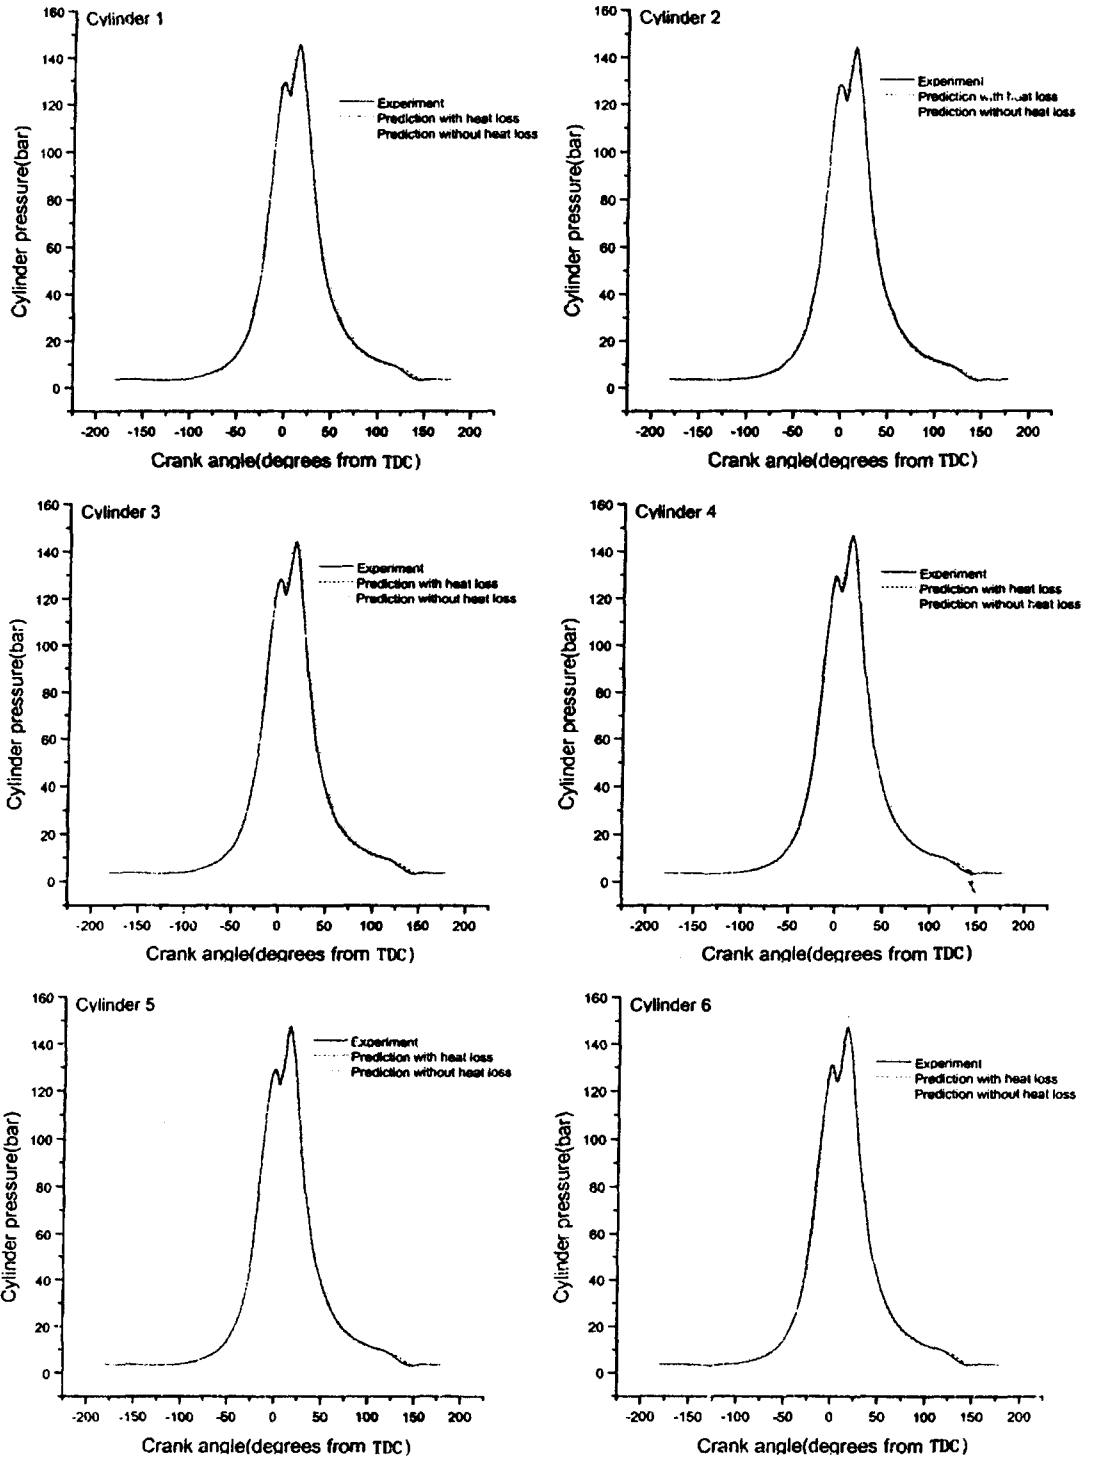 Cylinder 1
160
140
120
100
80
60
40
20
0
Cylinder pressure(bar)
Experiment
Prediction with heat loss
Prediction without heat loss
-200 -150 -100 -50 0 50 100 150 200
Crank angle(degrees from TDC)
Cylinder 2
160
140
120
100
80
60
40
20
0
Cylinder pressure(bar)
Experiment
Prediction with heat loss
Prediction without heat loss
-200 -150 -100 -50 0 50 100 150 200
Crank angle(degrees from TDC)
Cylinder 3
160
140
120
100
80
60
40
20
0
Cylinder pressure(bar)
Experiment
Prediction with heat loss
Prediction without heat loss
-200 -150 -100 -50 0 50 100 150 200
Crank angle(degrees from TDC)
Cylinder 4
160
140
120
100
80
60
40
20
0
Cylinder pressure(bar)
Experiment
Prediction with heat loss
Prediction without heat loss
-200 -150 -100 -50 0 50 100 150 200
Crank angle(degrees from TDC)
Cylinder 5
160
140
120
100
80
60
40
20
0
Cylinder pressure(bar)
Experiment
Prediction with heat loss
Prediction without heat loss
-200 -150 -100 -50 0 50 100 150 200
Crank angle(degrees from TDC)
Cylinder 6
160
140
120
100
80
60
40
20
0
Cylinder pressure(bar)
Experiment
Prediction with heat loss
Prediction without heat loss
-200 -150 -100 -50 0 50 100 150 200
Crank angle(degrees from TDC)